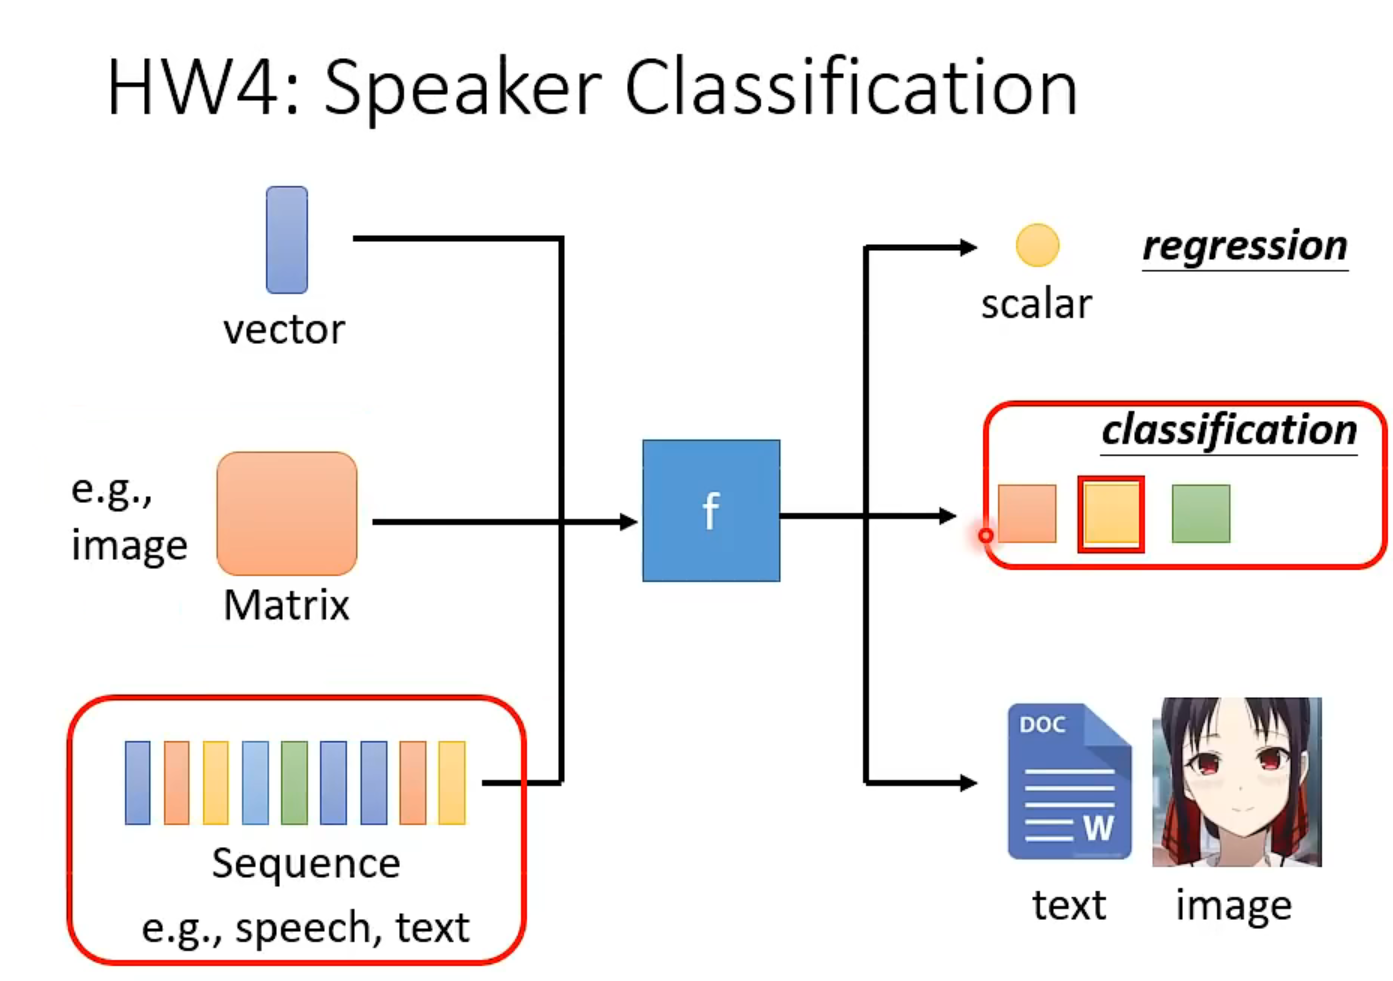 HW4: Speaker Classification
vector
e.g.,
image
Matrix
Sequence
e.g., speech, text
f
scalar
regression
classification
DOC
W
text
image